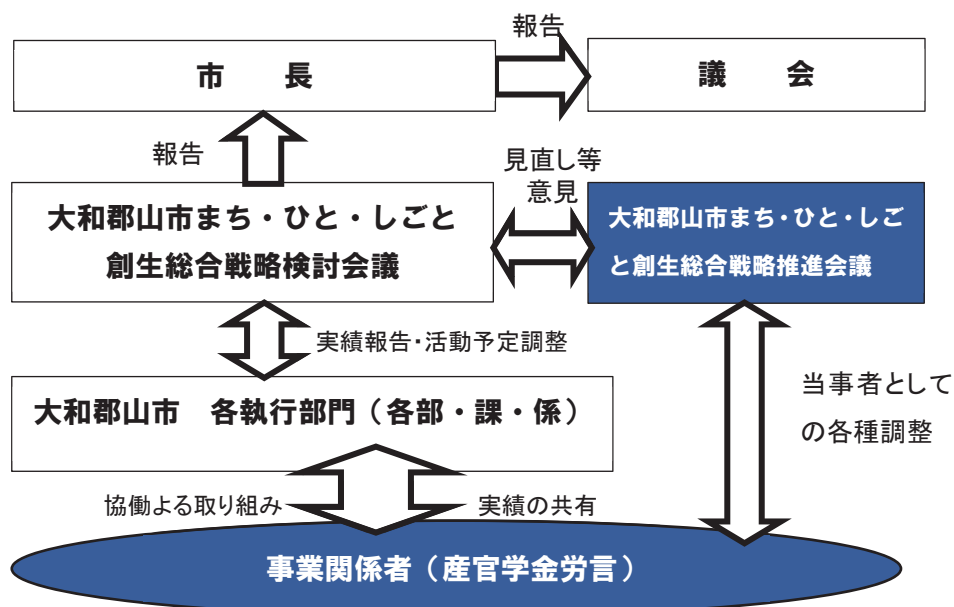 報告
市　　長
議　　会
報告
見直し等
意見
大和郡山市まち・ひと・しごと
創生総合戦略検討会議
大和郡山市まち・ひと・しご
と創生総合戦略推進会議
実績報告・活動予定調整
大和郡山市　各執行部門（各部・課・係）
当事者として
の各種調整
協働よる取り組み
実績の共有
事業関係者（産官学金労言）